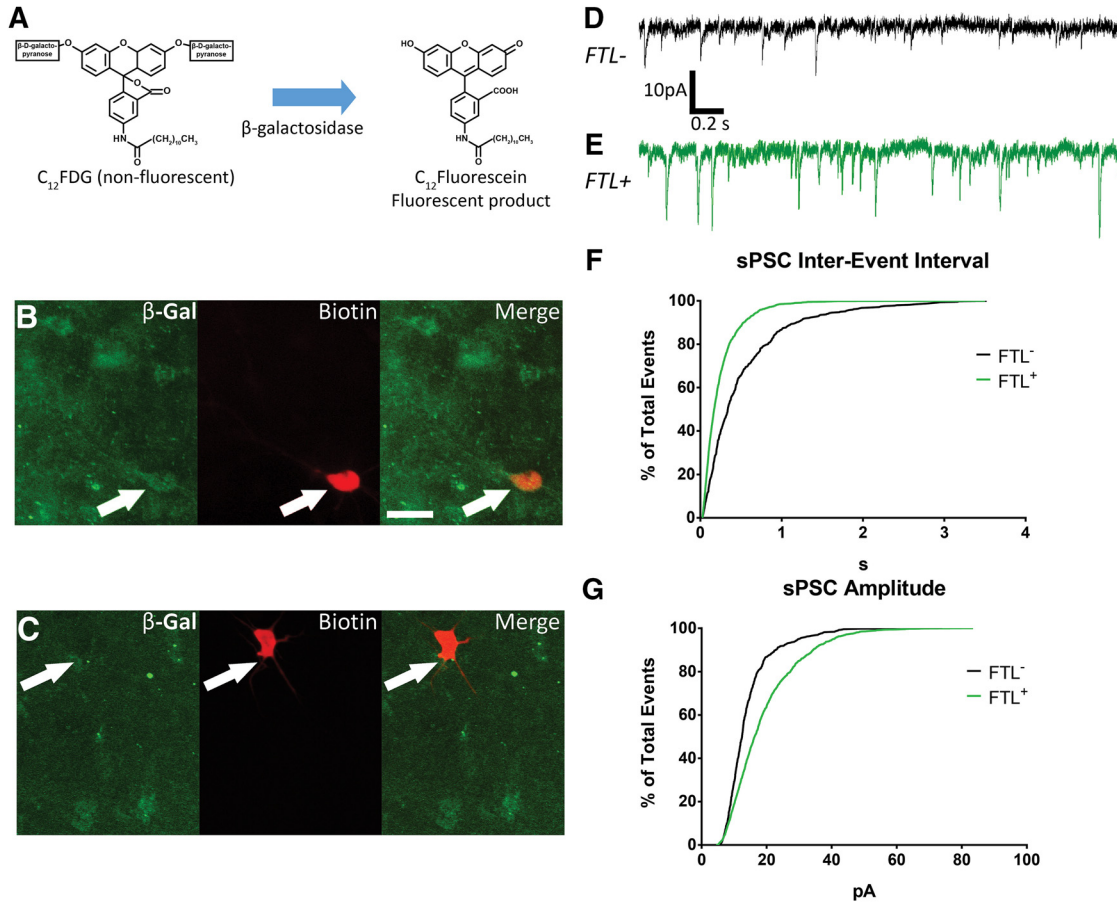 A
β-D-galacto-
pyranose
O
O
O
β-D-galacto-
pyranose
O
O
HN
(CH₂)₁₀CH₃
O
C₁₂FDG (non-fluorescent)
β-galactosidase
HO
O
O
COOH
HN
(CH₂)₁₀CH₃
O
C₁₂Fluorescein
Fluorescent product
B
β-Gal
Biotin
Merge
C
β-Gal
Biotin
Merge
D
FTL-
10pA
0.2 s
E
FTL+
F
sPSC Inter-Event Interval
% of Total Events
100
80
60
40
20
0
0 1 2 3 4
s
FTL⁻
FTL⁺
G
sPSC Amplitude
% of Total Events
100
80
60
40
20
0
0 20 40 60 80 100
pA
FTL⁻
FTL⁺